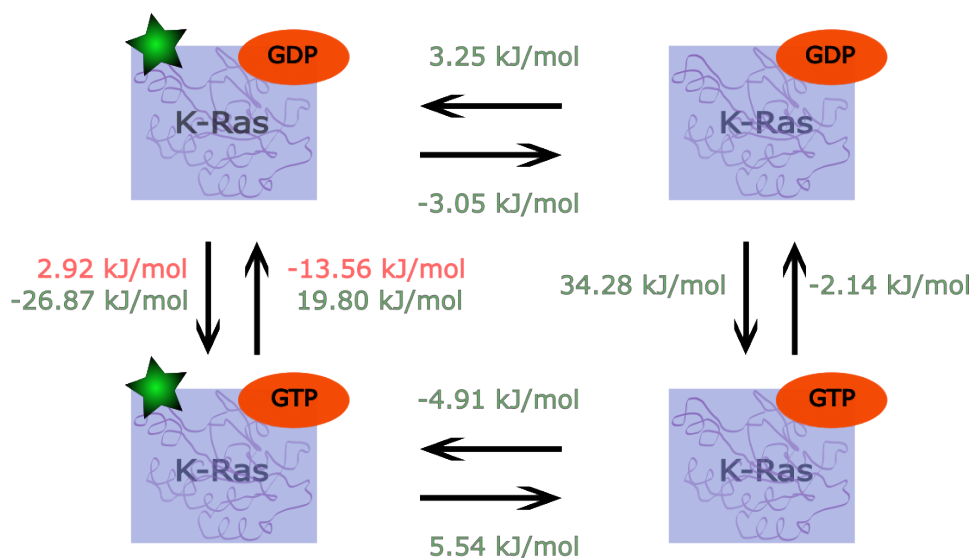 GDP
3.25 kJ/mol
GDP
K-Ras
K-Ras
-3.05 kJ/mol
2.92 kJ/mol
-13.56 kJ/mol
-26.87 kJ/mol
19.80 kJ/mol
34.28 kJ/mol
-2.14 kJ/mol
GTP
-4.91 kJ/mol
GTP
K-Ras
K-Ras
5.54 kJ/mol